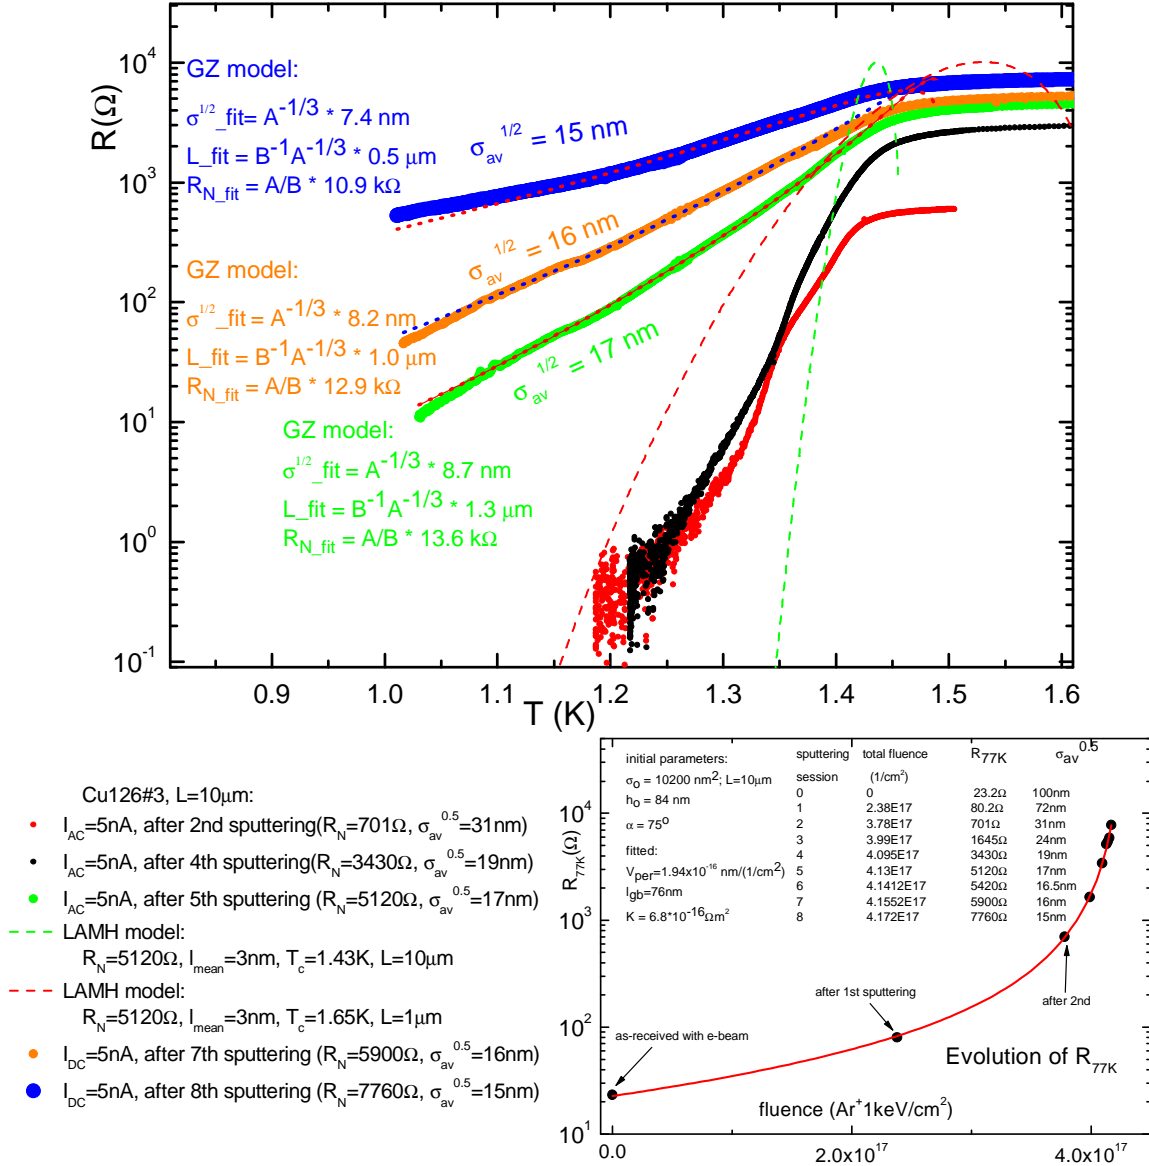 10^4
10^3
10^2
10^1
10^0
10^-1
R(Ω)
GZ model:
σ^1/2_fit= A^-1/3 * 7.4 nm
L_fit = B^-1A^-1/3 * 0.5 μm
R_N_fit = A/B * 10.9 kΩ
σ_av^1/2 = 15 nm
GZ model:
σ^1/2_fit= A^-1/3 * 8.2 nm
L_fit = B^-1A^-1/3 * 1.0 μm
R_N_fit = A/B * 12.9 kΩ
σ_av^1/2 = 16 nm
GZ model:
σ^1/2_fit= A^-1/3 * 8.7 nm
L_fit = B^-1A^-1/3 * 1.3 μm
R_N_fit = A/B * 13.6 kΩ
σ_av^1/2 = 17 nm
0.9 1.0 1.1 1.2 1.3 1.4 1.5 1.6
T (K)
Cu126#3, L=10μm:
I_AC=5nA, after 2nd sputtering(R_N=701Ω, σ_av^0.5=31nm)
I_AC=5nA, after 4th sputtering(R_N=3430Ω, σ_av^0.5=19nm)
I_AC=5nA, after 5th sputtering (R_N=5120Ω, σ_av^0.5=17nm)
LAMH model:
R_N=5120Ω, l_mean=3nm, T_c=1.43K, L=10μm
LAMH model:
R_N=5120Ω, l_mean=3nm, T_c=1.65K, L=1μm
I_DC=5nA, after 7th sputtering (R_N=5900Ω, σ_av^0.5=16nm)
I_DC=5nA, after 8th sputtering (R_N=7760Ω, σ_av^0.5=15nm)
initial parameters:
σ_o = 10200 nm^2; L=10μm
h_o = 84 nm
α = 75^o
fitted:
V_per=1.94x10^-16 nm/(1/cm^2)
l_gb=76nm
K = 6.8*10^-16Ωm^2
sputtering total fluence R_77K σ_av^0.5
session (1/cm^2)
0 0 23.2Ω 100nm
1 2.38E17 80.2Ω 72nm
2 3.78E17 701Ω 31nm
3 3.99E17 1645Ω 24nm
4 4.095E17 3430Ω 19nm
5 4.13E17 5120Ω 17nm
6 4.1412E17 5420Ω 16.5nm
7 4.1552E17 5900Ω 16nm
8 4.172E17 7760Ω 15nm
R_77K(Ω)
10^4
10^3
10^2
10^1
after 1st sputtering
after 2nd
as-received with e-beam
Evolution of R_77K
fluence (Ar^+1keV/cm^2)
0.0 2.0x10^17 4.0x10^17